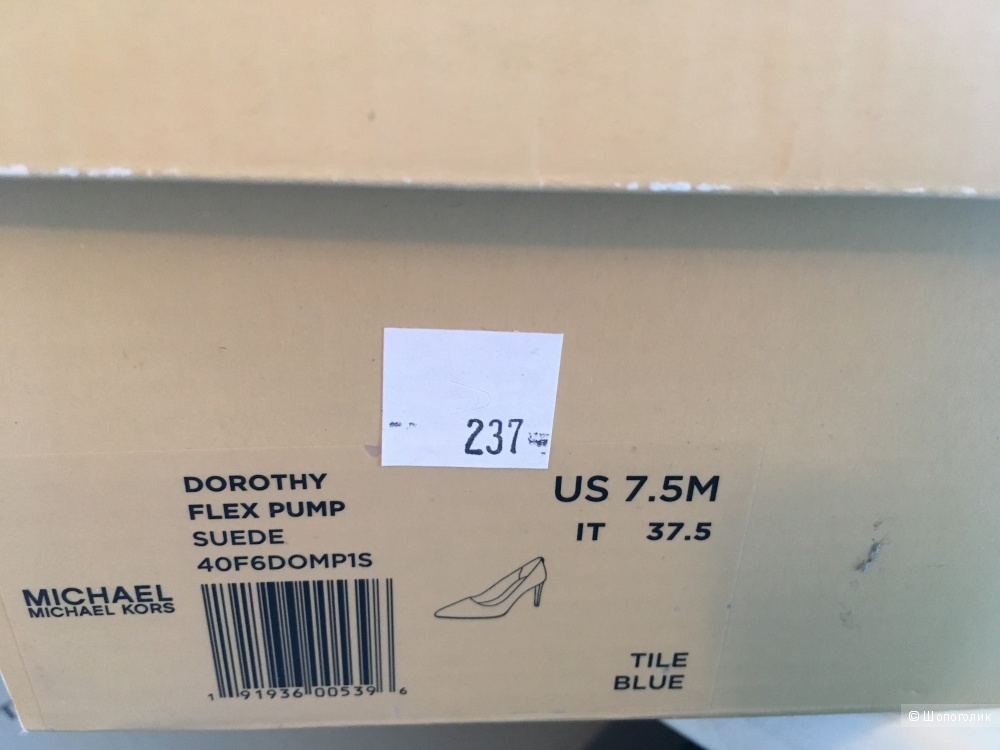 237
DOROTHY
FLEX PUMP
SUEDE
40F6DOMP1S
US 7.5M
IT 37.5
MICHAEL
MICHAEL KORS
1 91936 00539 6
TILE
BLUE
© Шопоголик